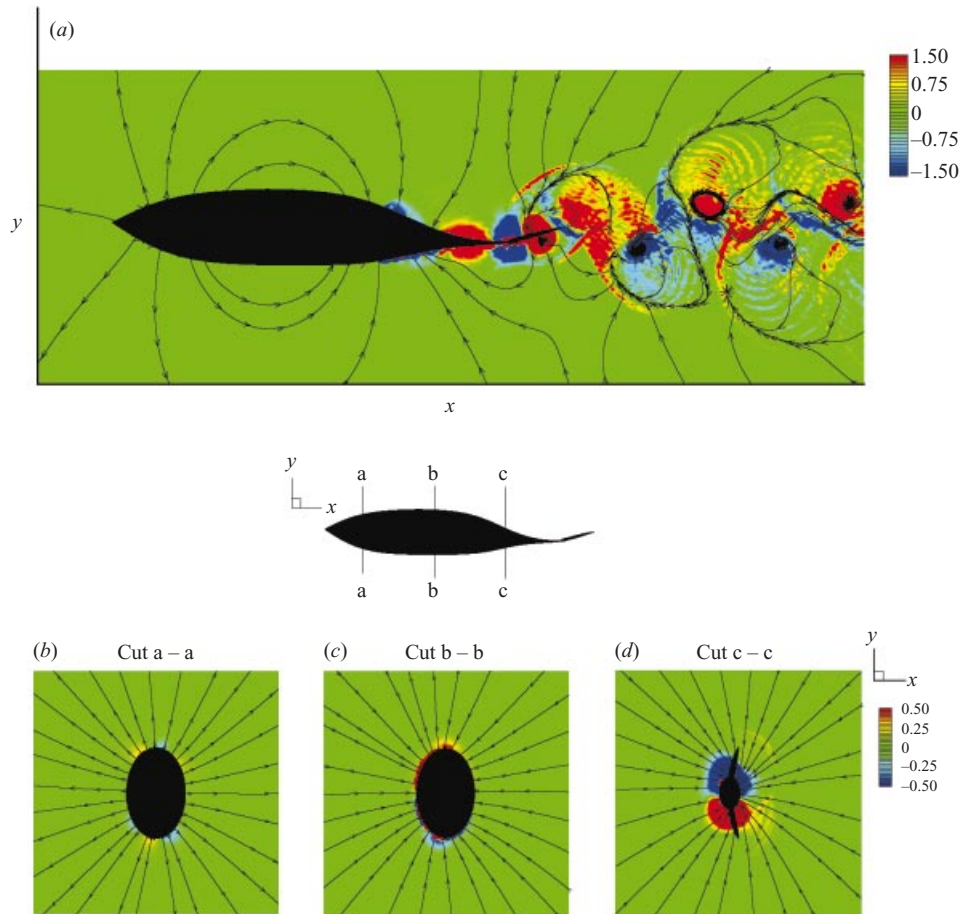 (a)
1.50
0.75
0
–0.75
–1.50
y
x
y
x
a b c
a b c
(b) Cut a – a
(c) Cut b – b
(d) Cut c – c
y
x
0.50
0.25
0
–0.25
–0.50